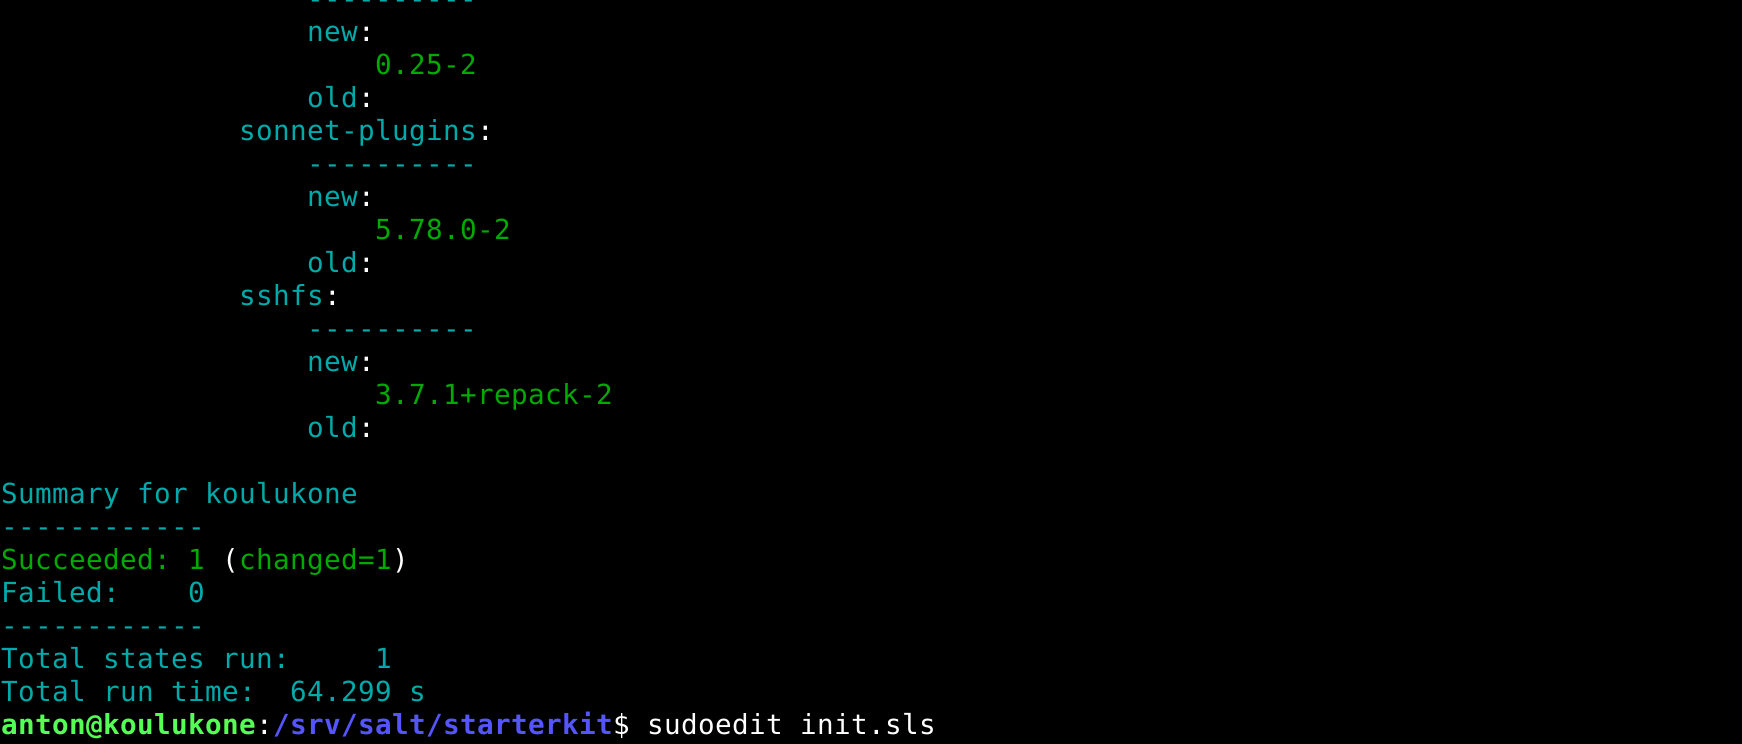 ----------
new:
0.25-2
old:
sonnet-plugins:
----------
new:
5.78.0-2
old:
sshfs:
----------
new:
3.7.1+repack-2
old:
Summary for koulukone
------------
Succeeded: 1 (changed=1)
Failed:    0
------------
Total states run:     1
Total run time:  64.299 s
anton@koulukone:/srv/salt/starterkit$ sudoedit init.sls